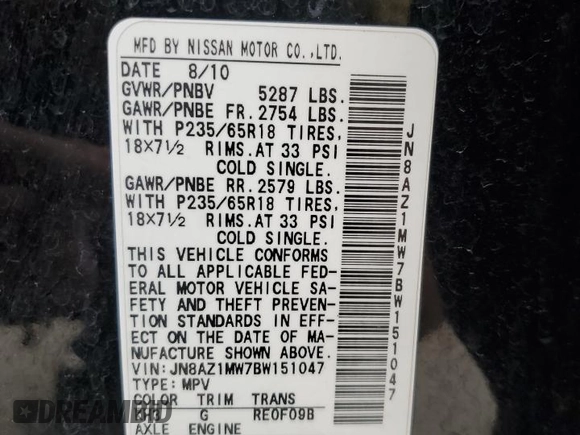 MFD BY NISSAN MOTOR CO.,LTD.
DATE 8/10
GVWR/PNBV 5287 LBS.
GAWR/PNBE FR. 2754 LBS.
WITH P235/65R18 TIRES,
18X7½ RIMS.AT 33 PSI
COLD SINGLE.
GAWR/PNBE RR. 2579 LBS.
WITH P235/65R18 TIRES,
18X7½ RIMS.AT 33 PSI
COLD SINGLE.
THIS VEHICLE CONFORMS
TO ALL APPLICABLE FED-
ERAL MOTOR VEHICLE SA-
FETY AND THEFT PREVEN-
TION STANDARDS IN EFF-
ECT ON THE DATE OF MA-
NUFACTURE SHOWN ABOVE.
VIN: JN8AZ1MW7BW151047
TYPE: MPV
COLOR TRIM TRANS
G RE0F09B
AXLE ENGINE
JN8AZ1MW7BW151047
EPICVIN